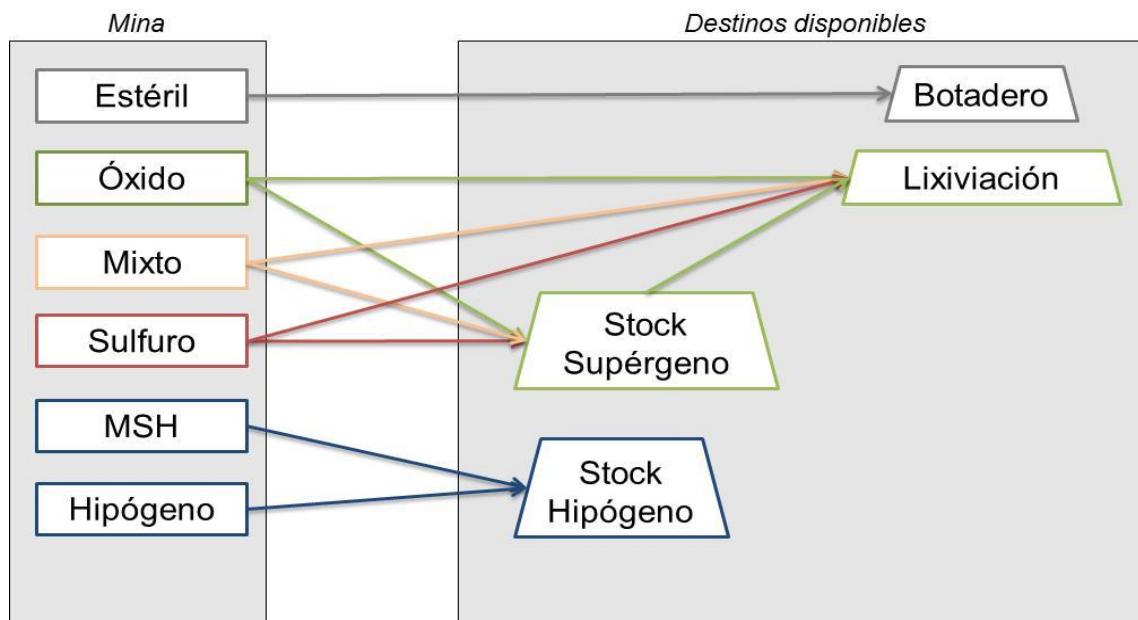 Mina
Destinos disponibles
Estéril
Botadero
Óxido
Lixiviación
Mixto
Sulfuro
Stock
Supérgeno
MSH
Hipógeno
Stock
Hipógeno